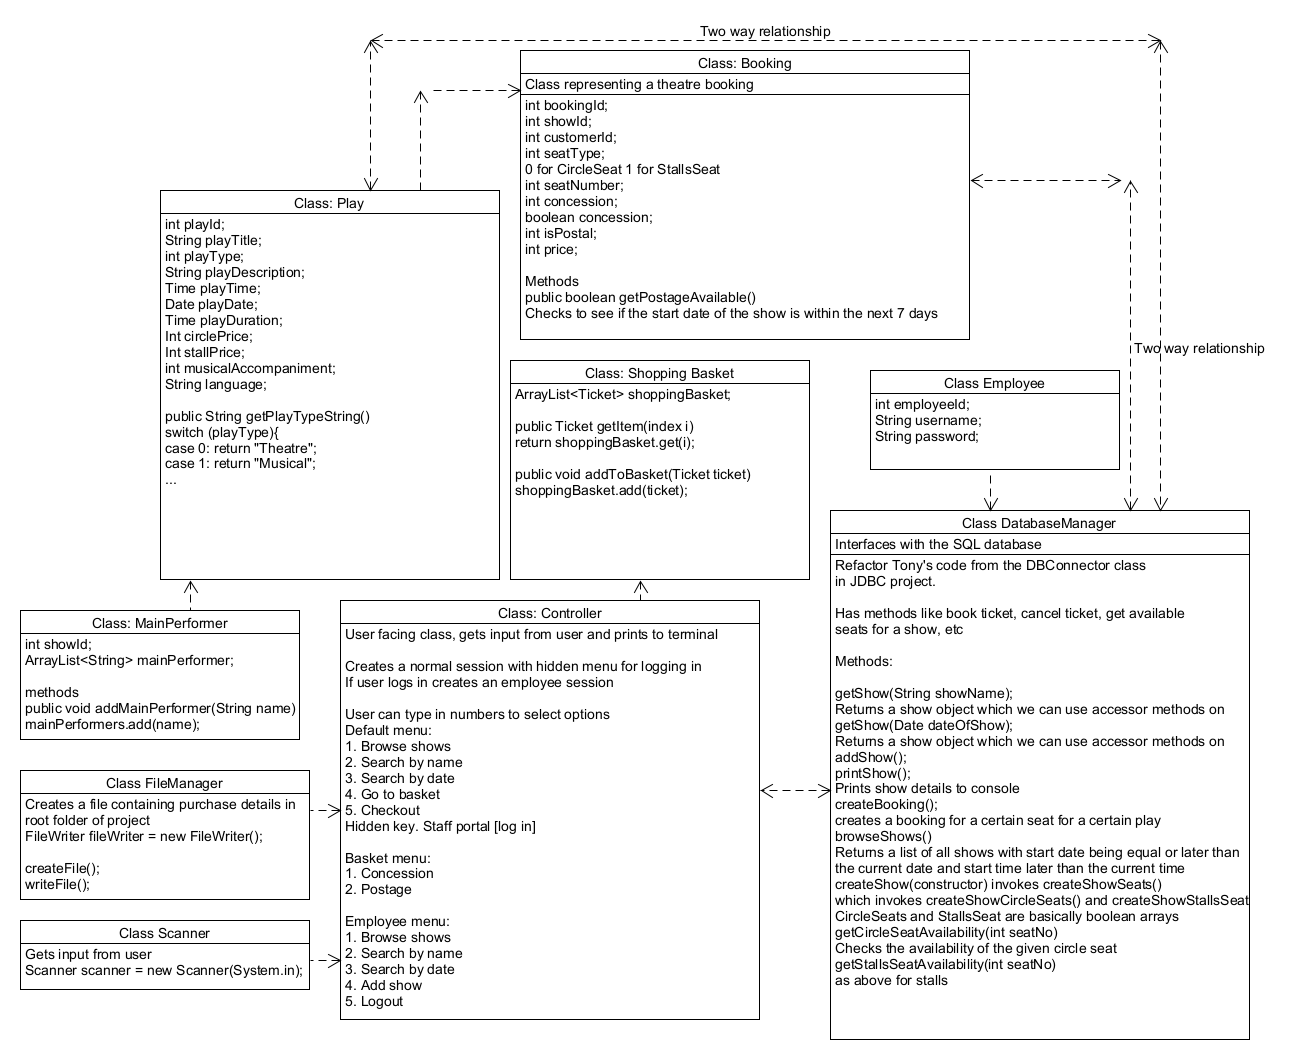 Two way relationship
Class: Booking
Class representing a theatre booking
int bookingId;
int showId;
int customerId;
int seatType;
0 for CircleSeat 1 for StallsSeat
int seatNumber;
int concession;
boolean concession;
int isPostal;
int price;
Methods
public boolean getPostageAvailable()
Checks to see if the start date of the show is within the next 7 days
Class: Play
int playId;
String playTitle;
int playType;
String playDescription;
Time playTime;
Date playDate;
Time playDuration;
Int circlePrice;
Int stallPrice;
int musicalAccompaniment;
String language;
public String getPlayTypeString()
switch (playType){
case 0: return "Theatre";
case 1: return "Musical";
...
Two way relationship
Class: Shopping Basket
ArrayList<Ticket> shoppingBasket;
public Ticket getItem(index i)
return shoppingBasket.get(i);
public void addToBasket(Ticket ticket)
shoppingBasket.add(ticket);
Class Employee
int employeeId;
String username;
String password;
Class DatabaseManager
Interfaces with the SQL database
Refactor Tony's code from the DBConnector class
in JDBC project.
Has methods like book ticket, cancel ticket, get available
seats for a show, etc
Methods:
getShow(String showName);
Returns a show object which we can use accessor methods on
getShow(Date dateOfShow);
Returns a show object which we can use accessor methods on
addShow();
printShow();
Prints show details to console
createBooking();
creates a booking for a certain seat for a certain play
browseShows()
Returns a list of all shows with start date being equal or later than
the current date and start time later than the current time
createShow(constructor) invokes createShowSeats()
which invokes createShowCircleSeats() and createShowStallsSeat
CircleSeats and StallsSeat are basically boolean arrays
getCircleSeatAvailability(int seatNo)
Checks the availability of the given circle seat
getStallsSeatAvailability(int seatNo)
as above for stalls
Class: MainPerformer
int showId;
ArrayList<String> mainPerformer;
methods
public void addMainPerformer(String name)
mainPerformers.add(name);
Class: Controller
User facing class, gets input from user and prints to terminal
Creates a normal session with hidden menu for logging in
If user logs in creates an employee session
User can type in numbers to select options
Default menu:
1. Browse shows
2. Search by name
3. Search by date
4. Go to basket
5. Checkout
Hidden key. Staff portal [log in]
Basket menu:
1. Concession
2. Postage
Employee menu:
1. Browse shows
2. Search by name
3. Search by date
4. Add show
5. Logout
Class FileManager
Creates a file containing purchase details in
root folder of project
FileWriter fileWriter = new FileWriter();
createFile();
writeFile();
Class Scanner
Gets input from user
Scanner scanner = new Scanner(System.in);